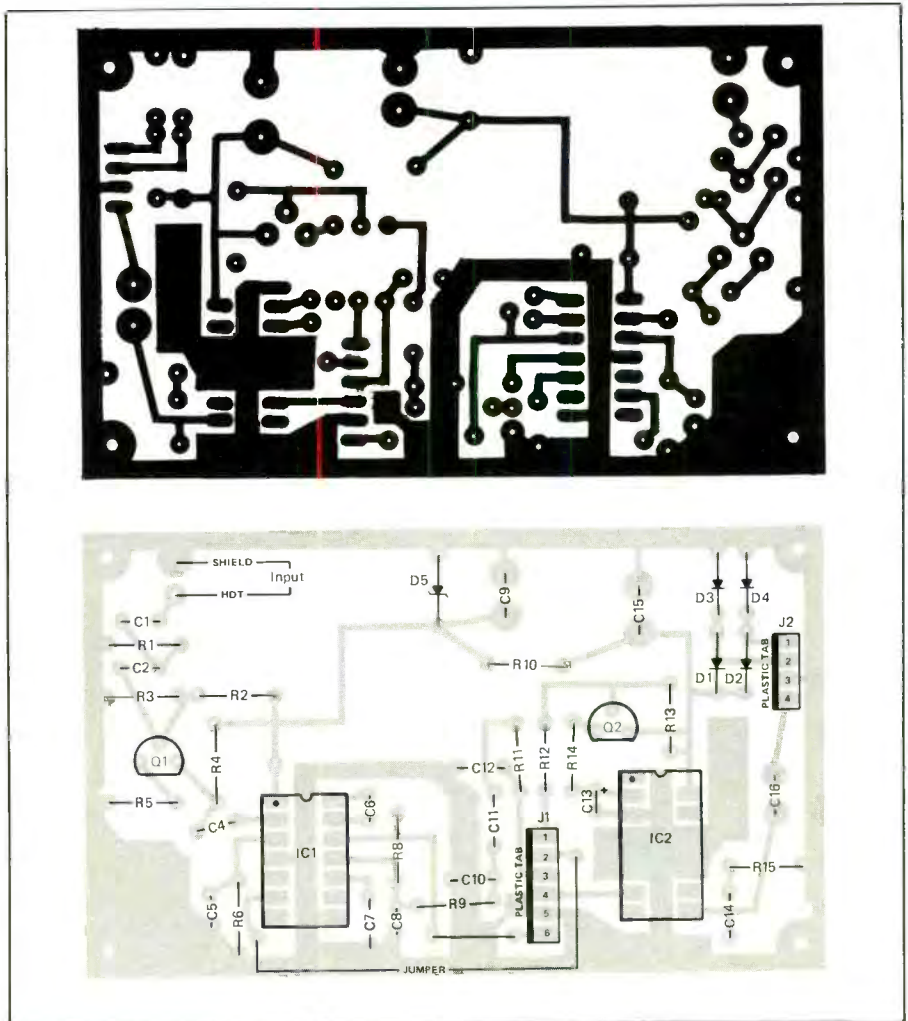 SHIELD
Input
HOT
D5
C9
C15
D3
D4
J2
C1
R1
C2
R10
D1
D2
PLASTIC TAB
1
2
3
4
R3
R2
R13
Q1
R4
C12
R11
R12
R14
Q2
R5
C4
C6
C11
C13
+
J1
C16
IC1
R8
PLASTIC TAB
1
2
3
4
5
6
IC2
C5
R6
C7
C8
C10
R9
R15
C14
JUMPER